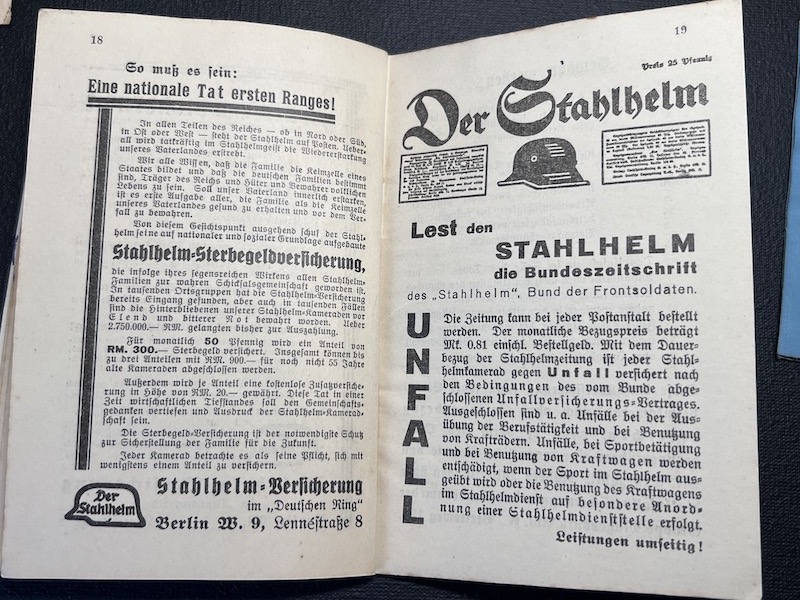 18
So muß es sein:
Eine nationale Tat ersten Ranges!
In allen Teilen des Reiches — ob in Nord oder Süd,
in Ost oder West — steht der Stahlhelm auf Posten. Ueber-
all wird tatkräftig im Stahlhelmgeist die Wiedererstarkung
unseres Vaterlandes erstrebt.
Wir alle wissen, daß die Familie die Keimzelle eines
Staates bildet und daß die deutschen Familien bestimmt
sind, Träger des Reichs und Hüter und Bewahrer völkischen
Lebens zu sein. Soll unser Vaterland innerlich erstarken,
ist es erste Aufgabe aller, die Familie als die Keimzelle
unseres Vaterlandes gesund zu erhalten und vor dem Ver-
fall zu bewahren.
Von diesem Gesichtspunkt ausgehend schuf der Stahl-
helm seine auf nationaler und sozialer Grundlage aufgebaute
Stahlhelm-Sterbegeldversicherung,
die infolge ihres segensreichen Wirkens allen Stahlhelm-
Familien zur wahren Schicksalsgemeinschaft geworden ist.
In tausenden Ortsgruppen hat die Stahlhelm-Versicherung
bereits Eingang gefunden, aber auch in tausenden Fällen
sind die Hinterbliebenen unserer Stahlhelm-Kameraden vor
Elend und bitterer Not bewahrt worden. Ueber
2.750.000.— RM. gelangten bisher zur Auszahlung.
Für monatlich 50 Pfennig wird ein Anteil von
RM. 300.— Sterbegeld versichert. Insgesamt können bis
zu drei Anteilen mit RM. 900.— für noch nicht 55 Jahre
alte Kameraden abgeschlossen werden.
Außerdem wird je Anteil eine kostenlose Zusatzversiche-
rung in Höhe von RM. 20.— gewährt. Diese Tat in einer
Zeit wirtschaftlichen Tiefstandes soll den Gemeinschafts-
gedanken vertiefen und Ausdruck der Stahlhelm-Kamerad-
schaft sein.
Die Sterbegeld-Versicherung ist der notwendigste Schutz
zur Sicherstellung der Familie für die Zukunft.
Jeder Kamerad betrachte es als seine Pflicht, sich mit
wenigstens einem Anteil zu versichern.
Der
Stahlhelm
Stahlhelm-Versicherung
im „Deutschen Ring“
Berlin W. 9, Lennéstraße 8
19
Preis 25 Pfennig
Der Stahlhelm
Lest den
STAHLHELM
die Bundeszeitschrift
des „Stahlhelm“, Bund der Frontsoldaten.
UNFALL
Die Zeitung kann bei jeder Postanstalt bestellt
werden. Der monatliche Bezugspreis beträgt
Mk. 0.81 einschl. Bestellgeld. Mit dem Dauer-
bezug der Stahlhelmzeitung ist jeder Stahl-
helmkamerad gegen Unfall versichert nach
den Bedingungen des vom Bunde abge-
schlossenen Unfallversicherungs-Vertrages.
Ausgeschlossen sind u. a. Unfälle bei der Aus-
übung der Berufstätigkeit und bei Benutzung
von Krafträdern. Unfälle, bei Sportbetätigung
und bei Benutzung von Kraftwagen werden
entschädigt, wenn der Sport im Stahlhelm aus-
geübt wird oder die Benutzung des Kraftwagens
im Stahlhelmdienst auf besondere Anord-
nung einer Stahlhelmdienststelle erfolgt.
Leistungen umseitig!